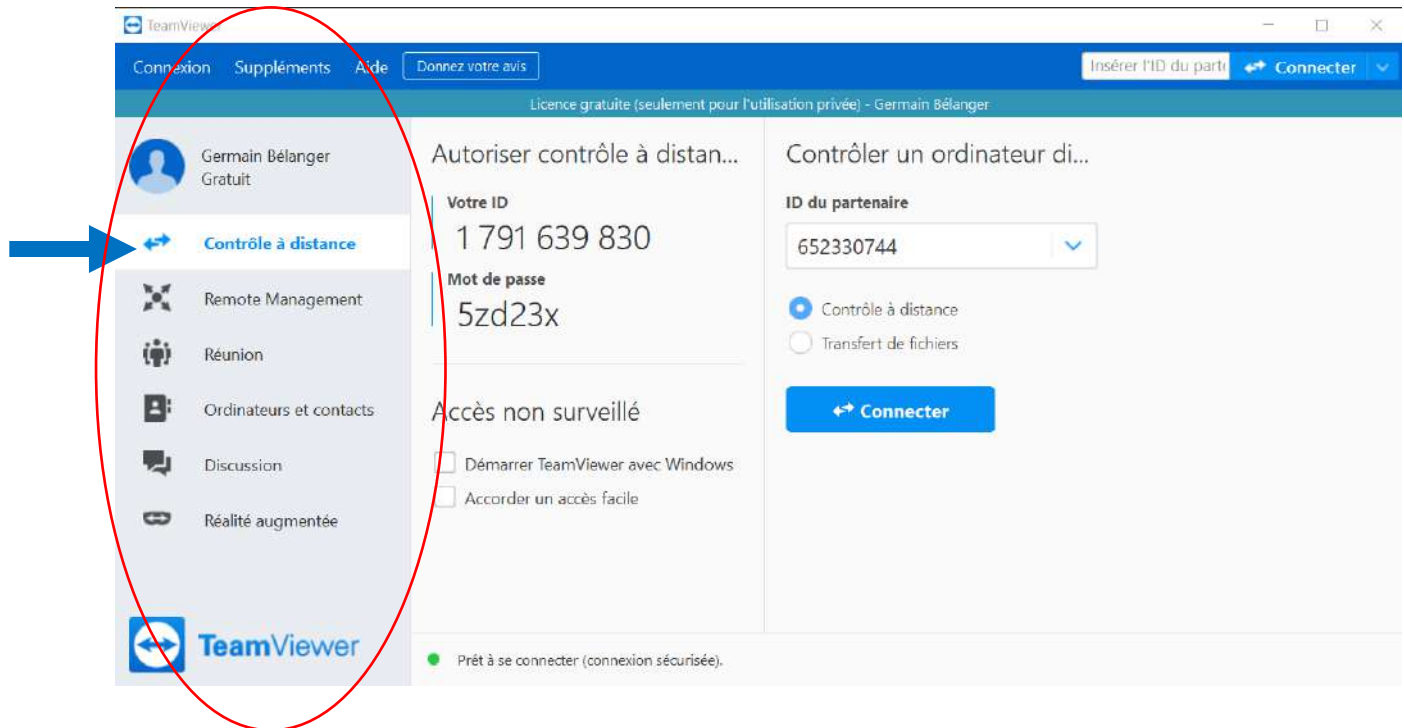 TeamViewer
Connexion Suppléments Aide Donnez votre avis
Insérer l'ID du parte Connecter
Licence gratuite (seulement pour l'utilisation privée) - Germain Bélanger
Germain Bélanger
Gratuit
Contrôle à distance
Remote Management
Réunion
Ordinateurs et contacts
Discussion
Réalité augmentée
TeamViewer
Autoriser contrôle à distan...
Votre ID
1 791 639 830
Mot de passe
5zd23x
Accès non surveillé
Démarrer TeamViewer avec Windows
Accorder un accès facile
Contrôler un ordinateur di...
ID du partenaire
652330744
Contrôle à distance
Transfert de fichiers
Connecter
Prêt à se connecter (connexion sécurisée).